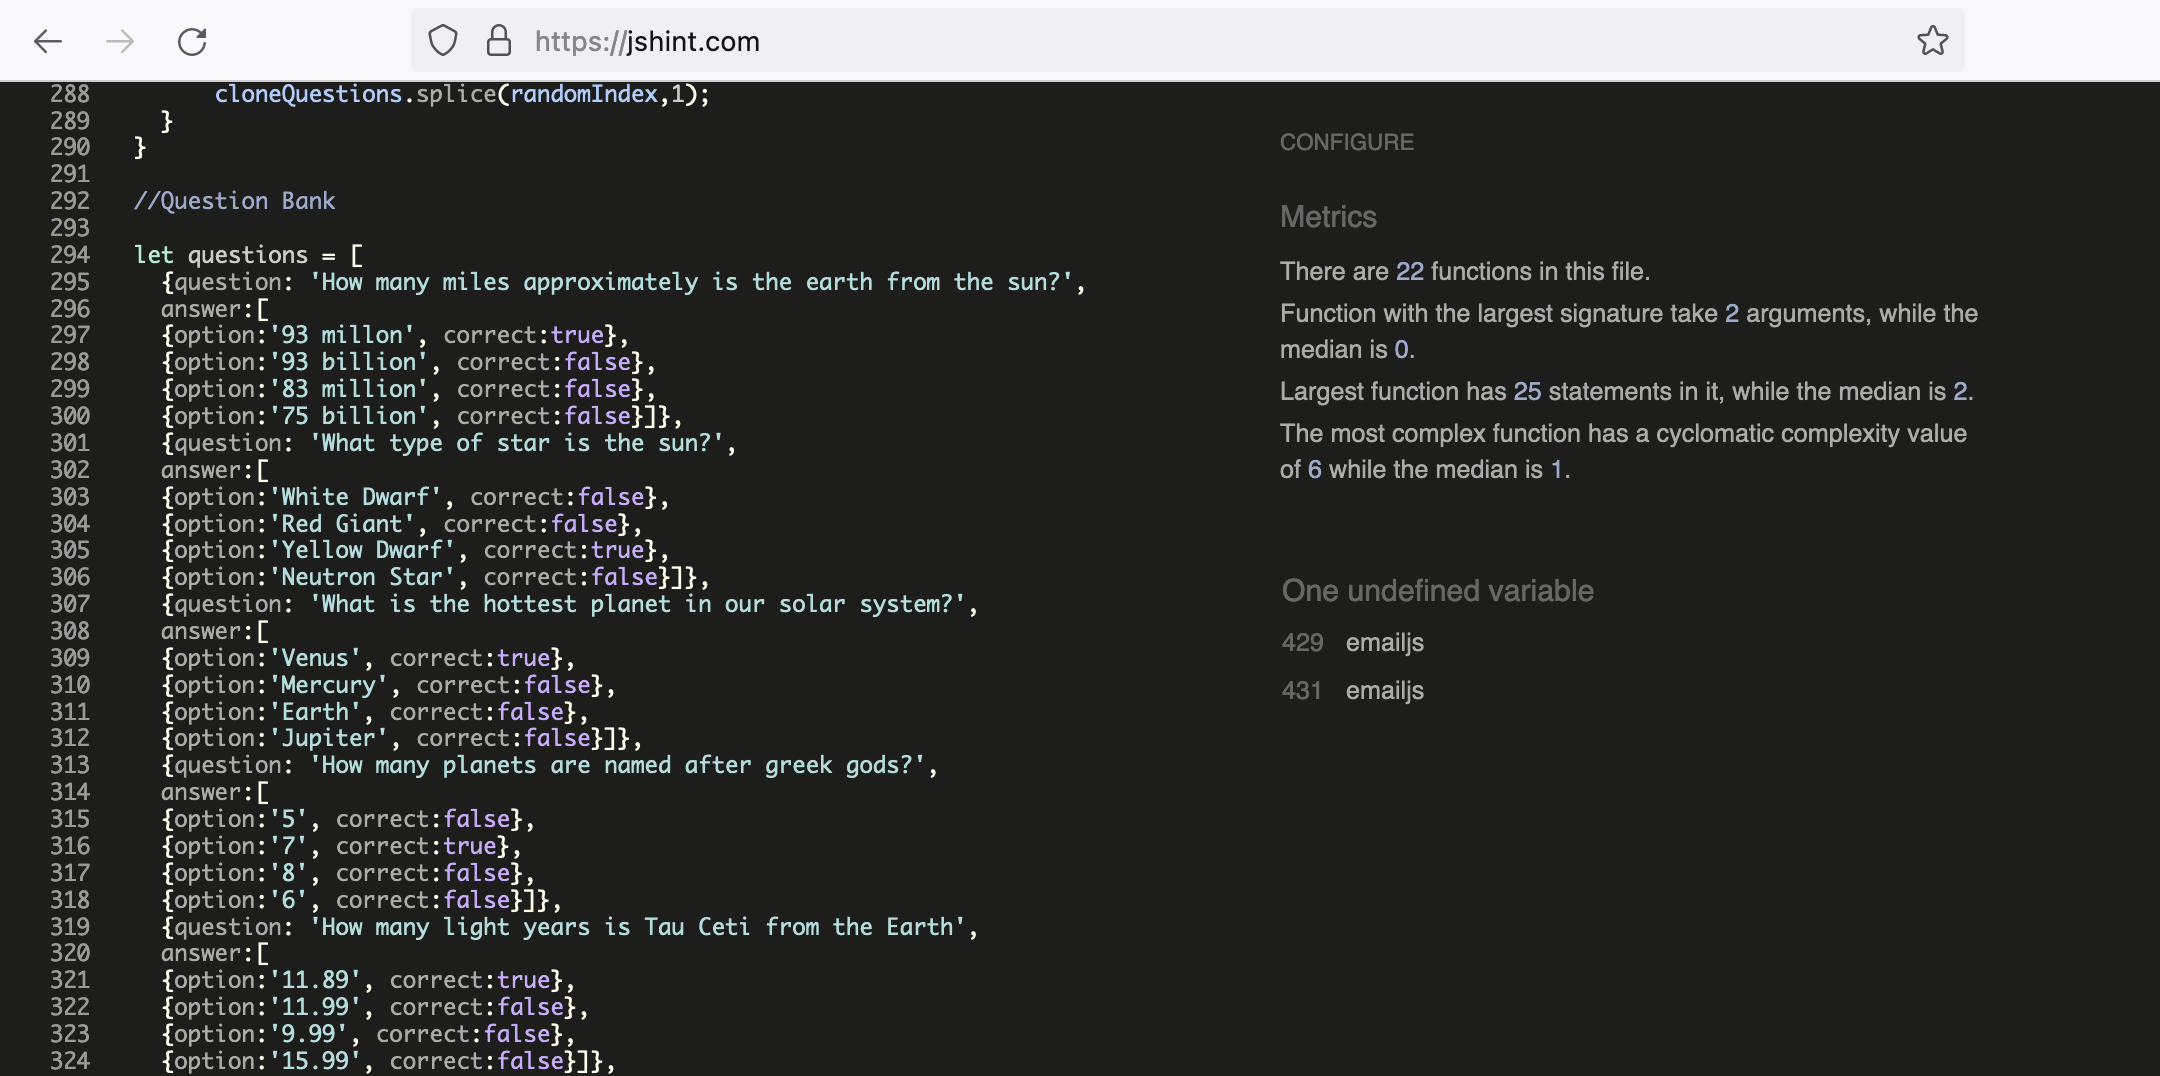 https://jshint.com
288 cloneQuestions.splice(randomIndex,1);
289 }
290 }
291
292 //Question Bank
293
294 let questions = [
295 {question: 'How many miles approximately is the earth from the sun?',
296 answer:[
297 {option:'93 millon', correct:true},
298 {option:'93 billion', correct:false},
299 {option:'83 million', correct:false},
300 {option:'75 billion', correct:false}]},
301 {question: 'What type of star is the sun?',
302 answer:[
303 {option:'White Dwarf', correct:false},
304 {option:'Red Giant', correct:false},
305 {option:'Yellow Dwarf', correct:true},
306 {option:'Neutron Star', correct:false}]},
307 {question: 'What is the hottest planet in our solar system?',
308 answer:[
309 {option:'Venus', correct:true},
310 {option:'Mercury', correct:false},
311 {option:'Earth', correct:false},
312 {option:'Jupiter', correct:false}]},
313 {question: 'How many planets are named after greek gods?',
314 answer:[
315 {option:'5', correct:false},
316 {option:'7', correct:true},
317 {option:'8', correct:false},
318 {option:'6', correct:false}]},
319 {question: 'How many light years is Tau Ceti from the Earth',
320 answer:[
321 {option:'11.89', correct:true},
322 {option:'11.99', correct:false},
323 {option:'9.99', correct:false},
324 {option:'15.99', correct:false}]},
CONFIGURE
Metrics
There are 22 functions in this file.
Function with the largest signature take 2 arguments, while the
median is 0.
Largest function has 25 statements in it, while the median is 2.
The most complex function has a cyclomatic complexity value
of 6 while the median is 1.
One undefined variable
429 emailjs
431 emailjs